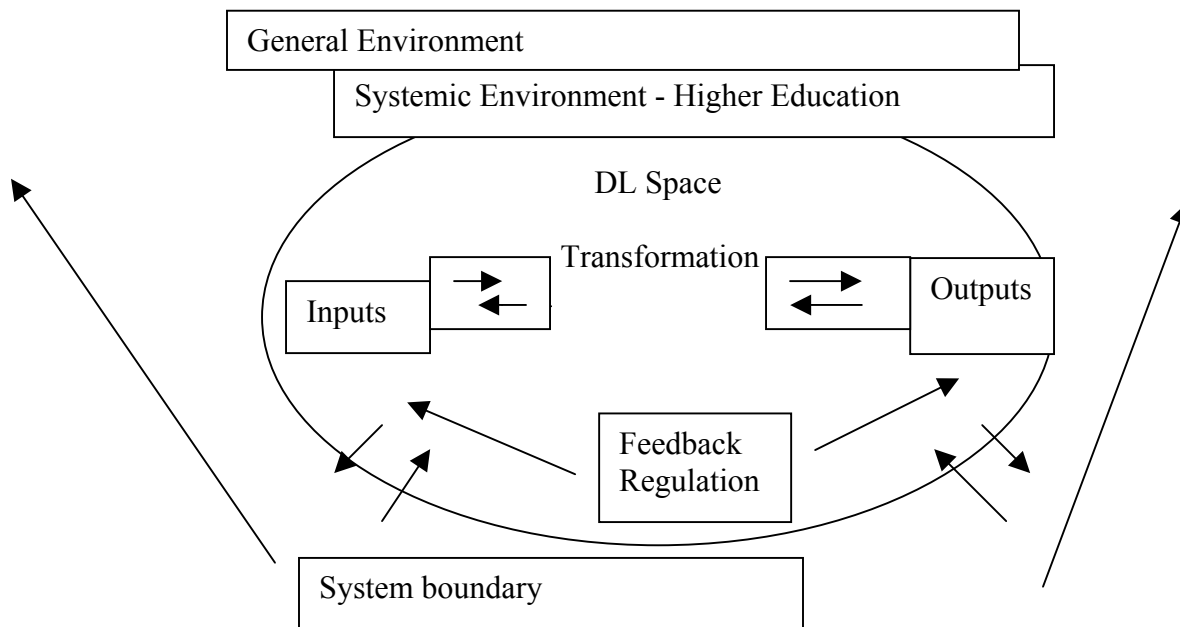 General Environment
Systemic Environment - Higher Education
DL Space
Transformation
Inputs
Outputs
Feedback
Regulation
System boundary